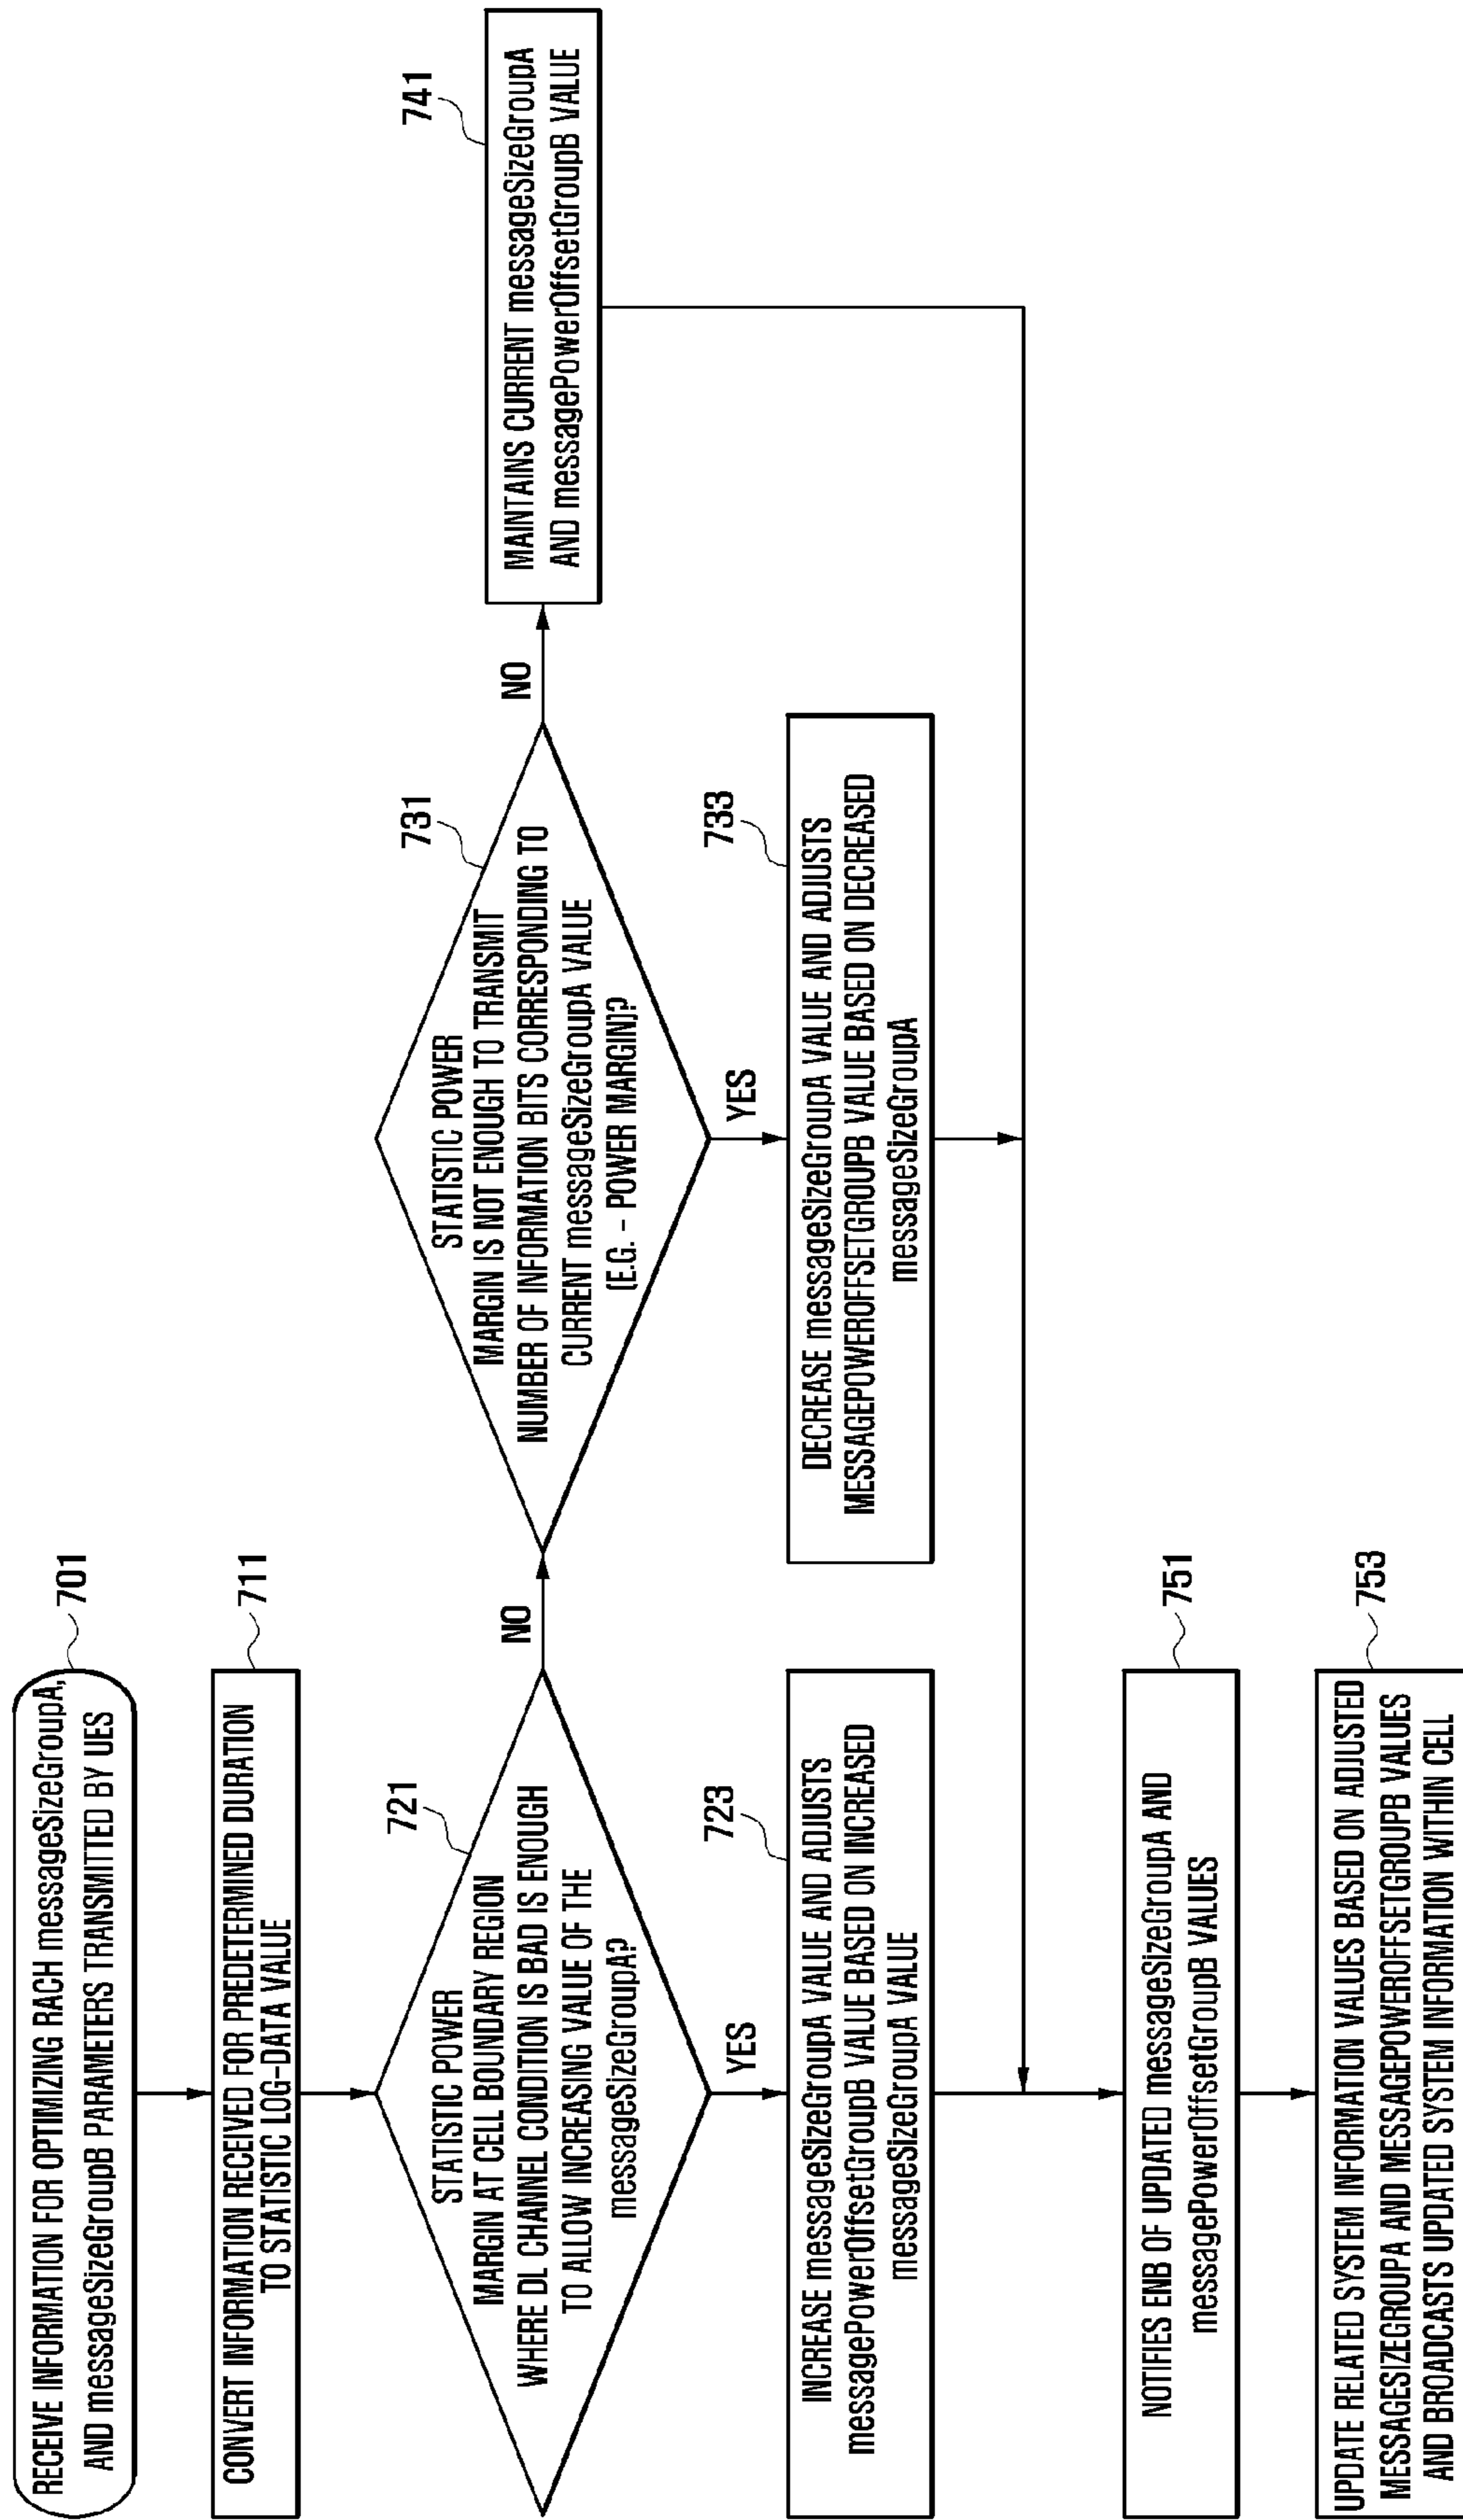 701
RECEIVE INFORMATION FOR OPTIMIZING RACH messageSizeGroupA,
AND messageSizeGroupB PARAMETERS TRANSMITTED BY UES
711
CONVERT INFORMATION RECEIVED FOR PREDETERMINED DURATION
TO STATISTIC LOG-DATA VALUE
721
STATISTIC POWER
MARGIN AT CELL BOUNDARY REGION
WHERE DL CHANNEL CONDITION IS BAD IS ENOUGH
TO ALLOW INCREASING VALUE OF THE
messageSizeGroupA?
NO
YES
731
STATISTIC POWER
MARGIN IS NOT ENOUGH TO TRANSMIT
NUMBER OF INFORMATION BITS CORRESPONDING TO
CURRENT messageSizeGroupA VALUE
(E.G. - POWER MARGIN)?
NO
YES
741
MAINTAINS CURRENT messageSizeGroupA
AND messagePowerOffsetGroupB VALUE
723
INCREASE messageSizeGroupA VALUE AND ADJUSTS
messagePowerOffsetGroupB VALUE BASED ON INCREASED
messageSizeGroupA VALUE
733
DECREASE messageSizeGroupA VALUE AND ADJUSTS
MESSAGEPOWEROFFSETGROUPB VALUE BASED ON DECREASED
messageSizeGroupA
751
NOTIFIES ENB OF UPDATED messageSizeGroupA AND
messagePowerOffsetGroupB VALUES
753
UPDATE RELATED SYSTEM INFORMATION VALUES BASED ON ADJUSTED
MESSAGESIZEGROUPA AND MESSAGEPOWEROFFSETGROUPB VALUES
AND BROADCASTS UPDATED SYSTEM INFORMATION WITHIN CELL